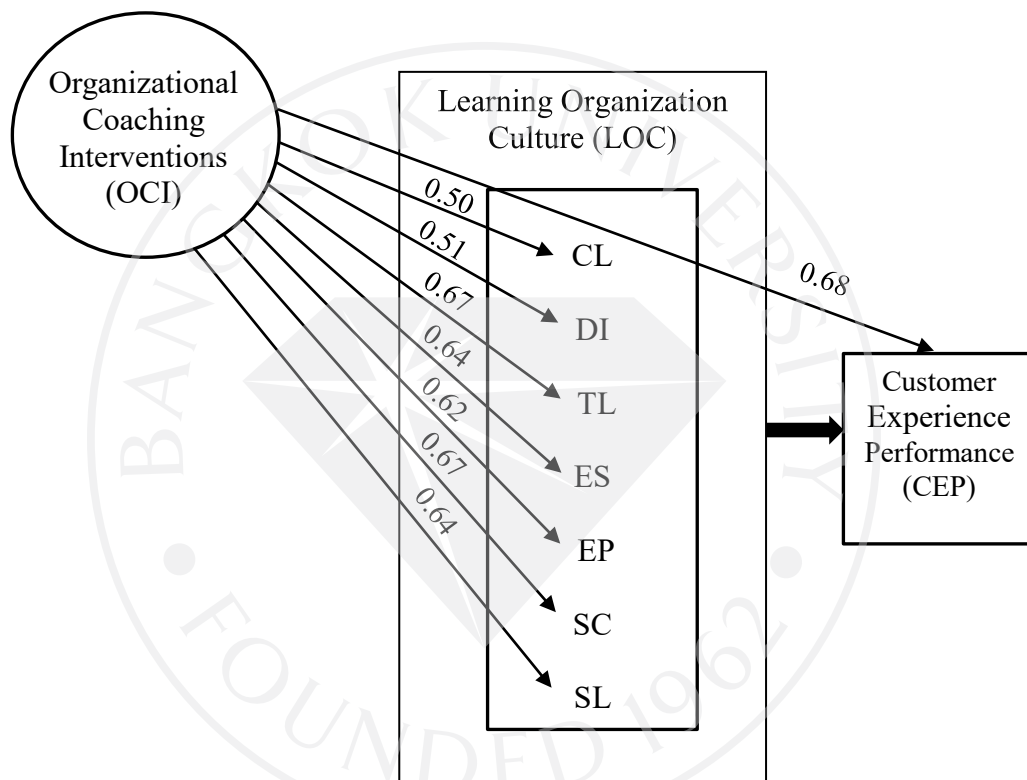 Organizational
Coaching
Interventions
(OCI)
Learning Organization
Culture (LOC)
0.50
0.51
0.67
0.64
0.62
0.67
0.64
0.68
CL
DI
TL
ES
EP
SC
SL
Customer
Experience
Performance
(CEP)
BANGKOK UNIVERSITY
FOUNDED 1962